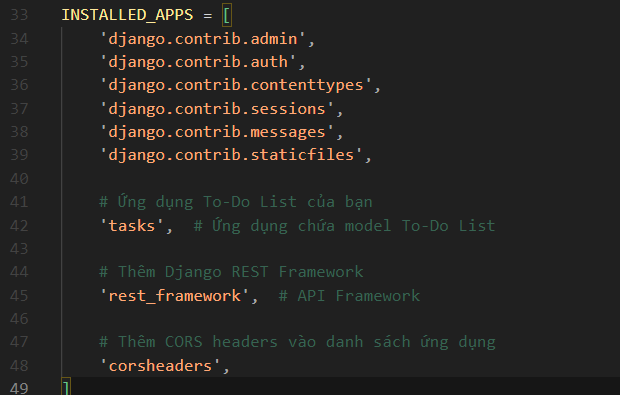 33 INSTALLED_APPS = [
34 'django.contrib.admin',
35 'django.contrib.auth',
36 'django.contrib.contenttypes',
37 'django.contrib.sessions',
38 'django.contrib.messages',
39 'django.contrib.staticfiles',
40
41 # Ứng dụng To-Do List của bạn
42 'tasks',  # Ứng dụng chứa model To-Do List
43
44 # Thêm Django REST Framework
45 'rest_framework',  # API Framework
46
47 # Thêm CORS headers vào danh sách ứng dụng
48 'corsheaders',
49 ]